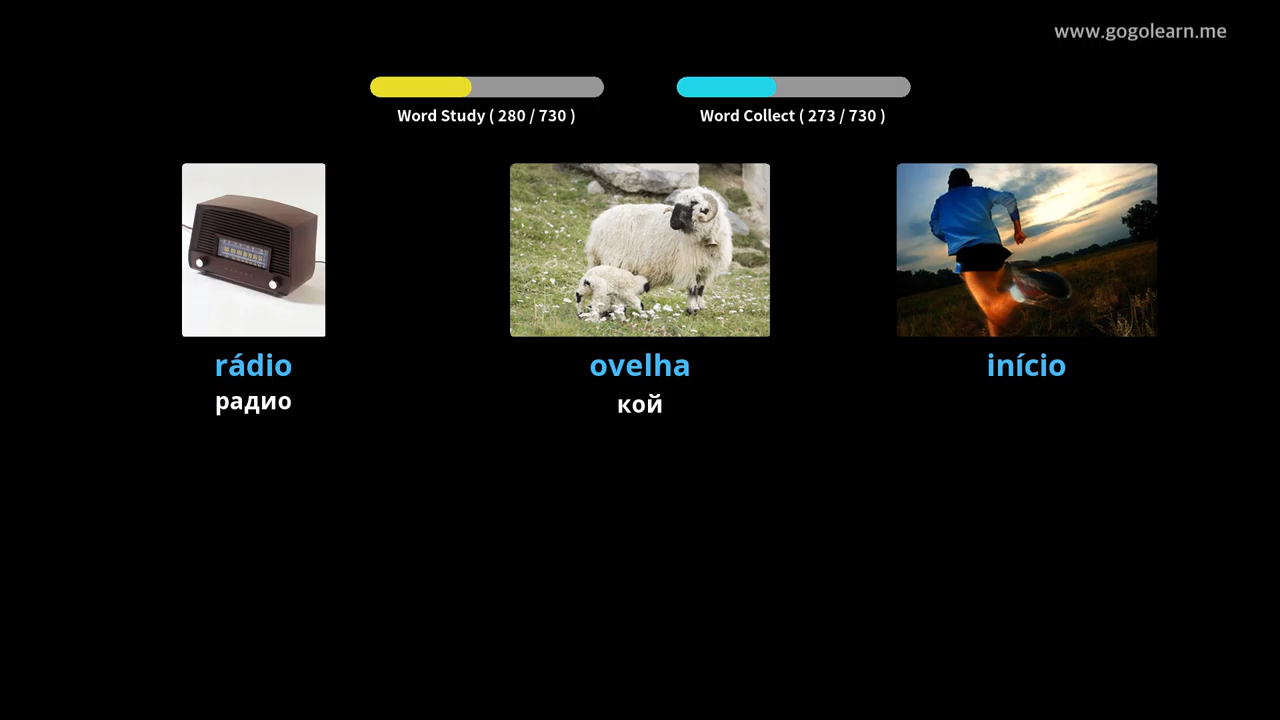 www.gogolearn.me
Word Study ( 280 / 730 )
Word Collect ( 273 / 730 )
rádio
ovelha
início
радио
кой